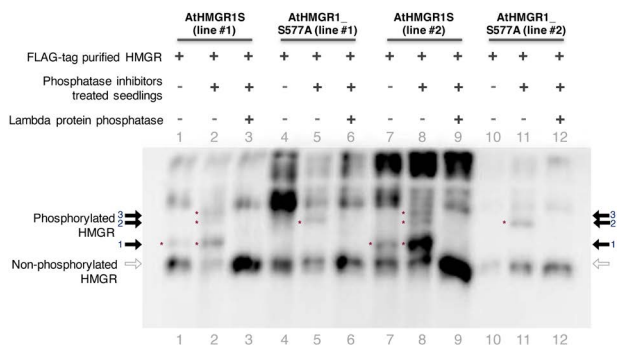 AtHMGR1S (line #1) AtHMGR1_ S577A (line #1) AtHMGR1S (line #2) AtHMGR1_ S577A (line #2)
FLAG-tag purified HMGR + + + + + + + + + + + +
Phosphatase inhibitors treated seedlings - + + - + + - + + - + +
Lambda protein phosphatase - - + - - + - - + - - +
1 2 3 4 5 6 7 8 9 10 11 12
Phosphorylated HMGR
3 * * 3
2 * * 2
1 * * * * 1
Non-phosphorylated HMGR
1 2 3 4 5 6 7 8 9 10 11 12